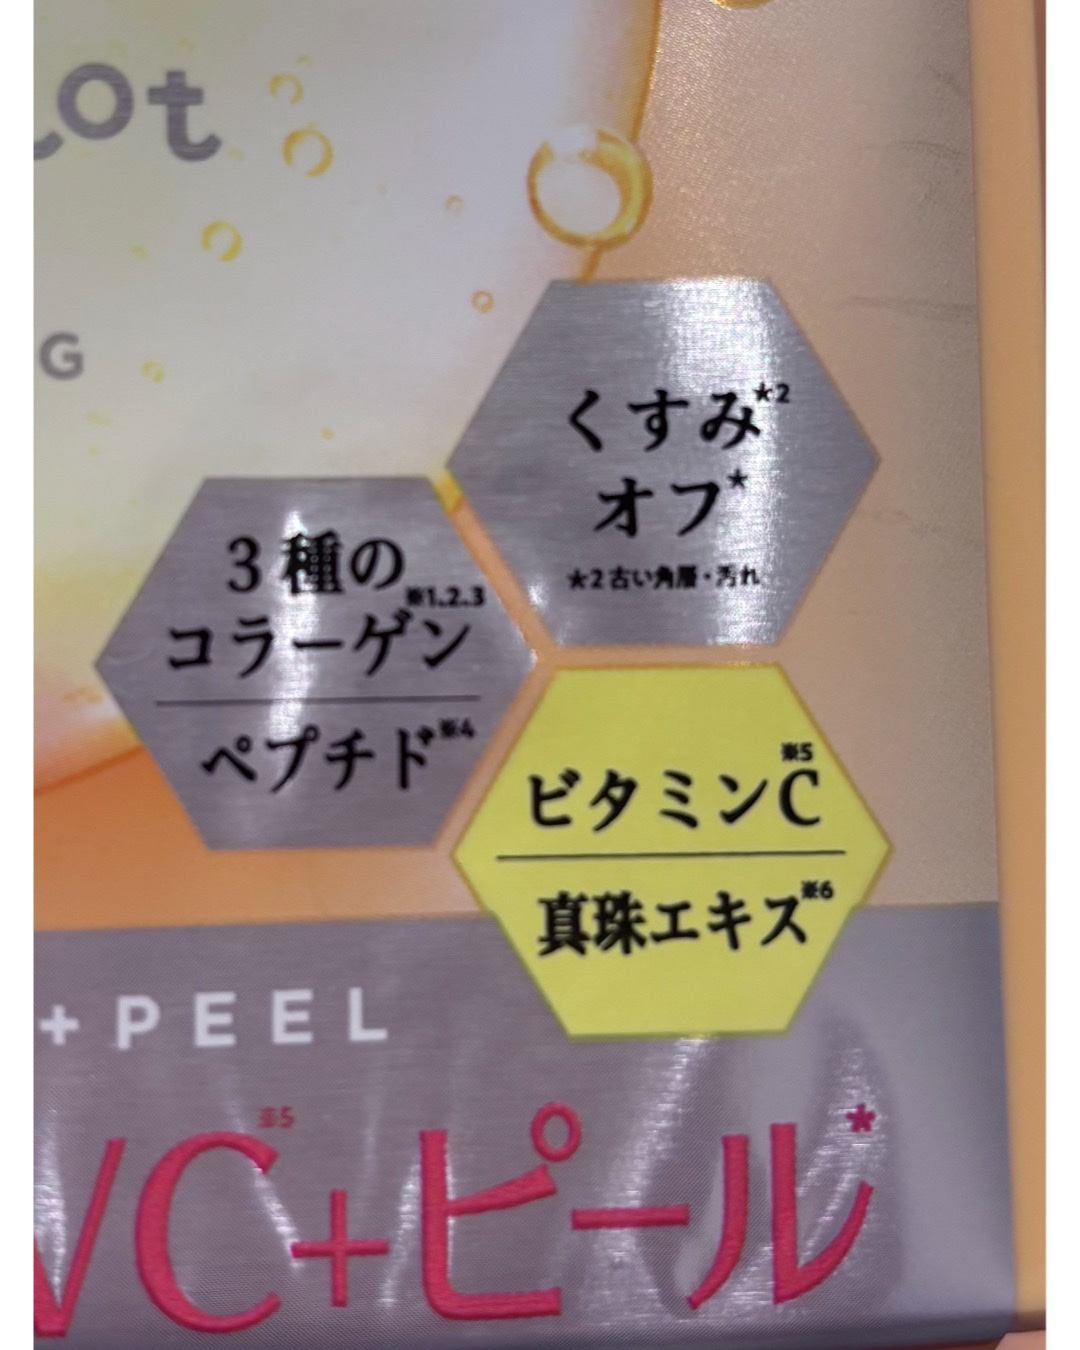 ot
G
くすみ★2
オフ★
★2 古い角層・汚れ
3種の
コラーゲン※1.2.3
ペプチド※4
ビタミンC※5
真珠エキス※6
+PEEL
VC※5+ピール*